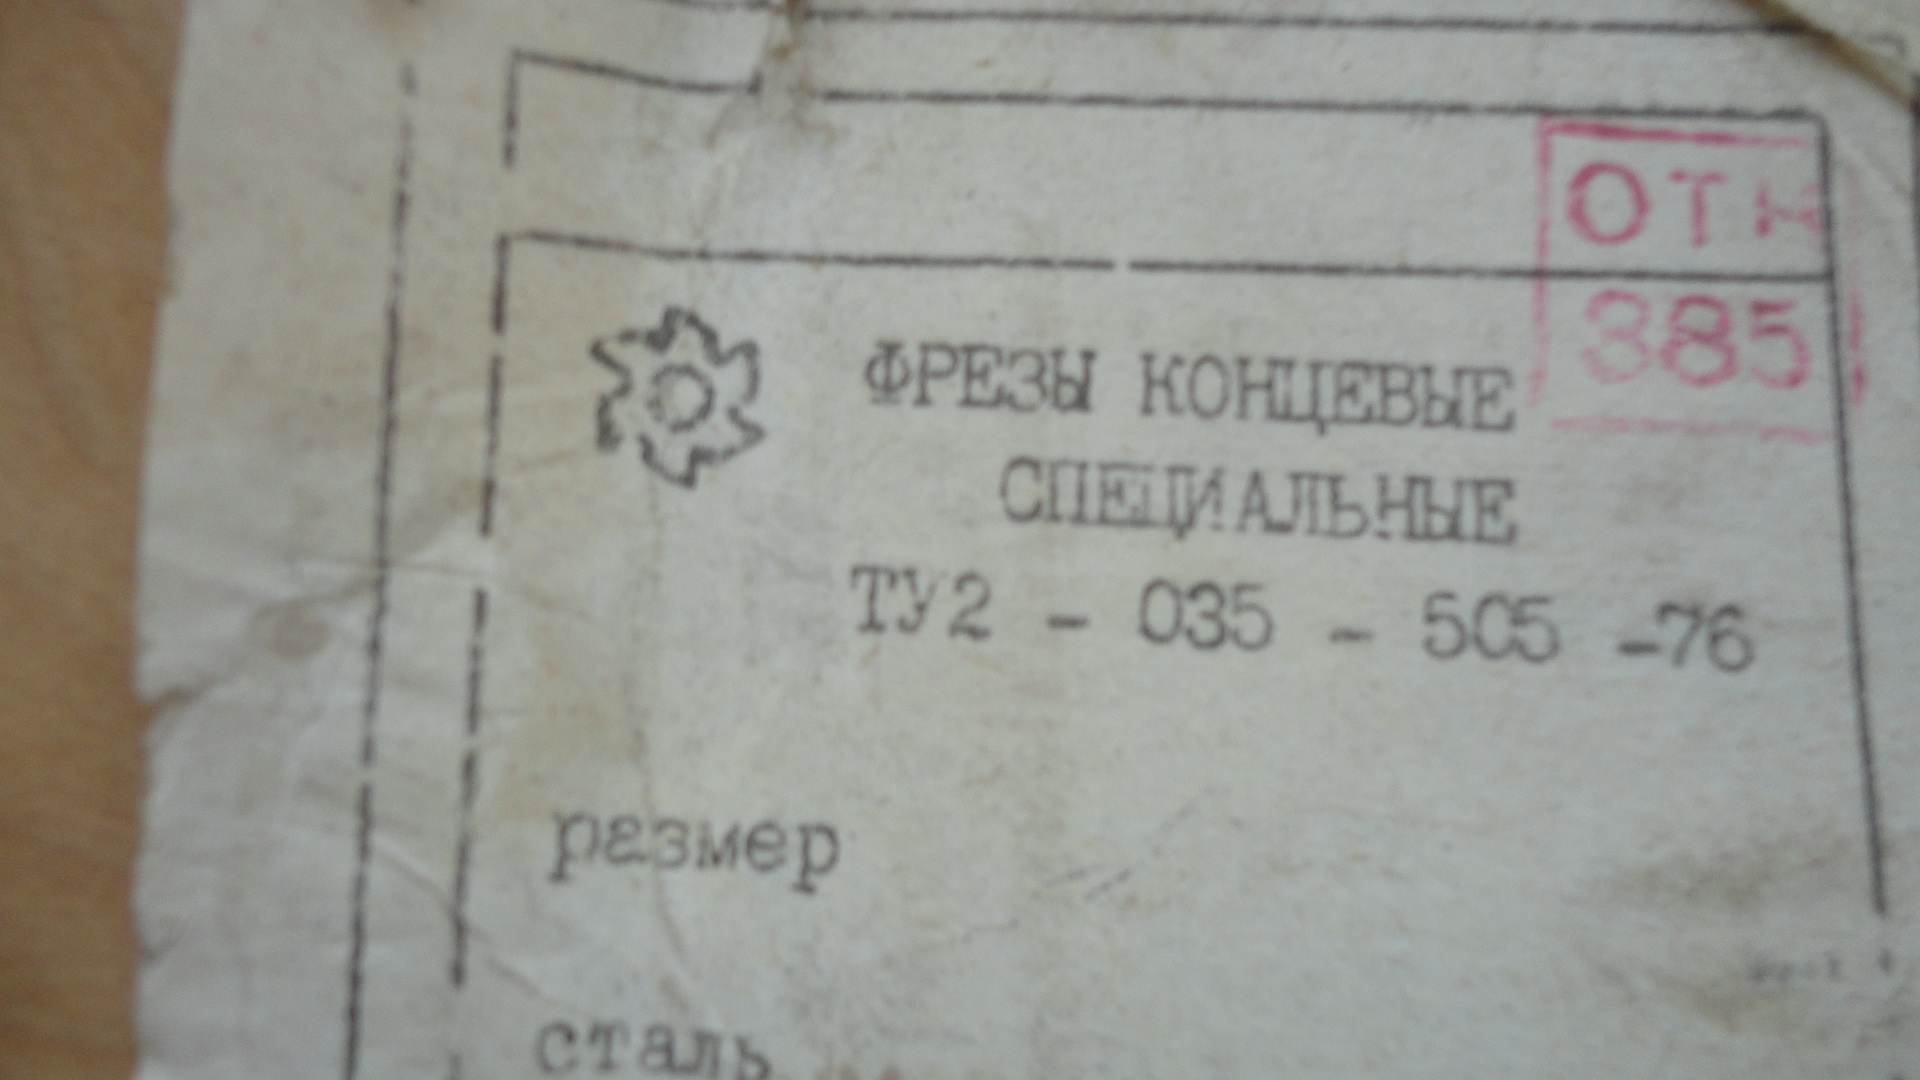 ОТК
385
ФРЕЗЫ КОНЦЕВЫЕ
СПЕЦИАЛЬНЫЕ
ТУ2 - 035 - 505 -76
размер
сталь